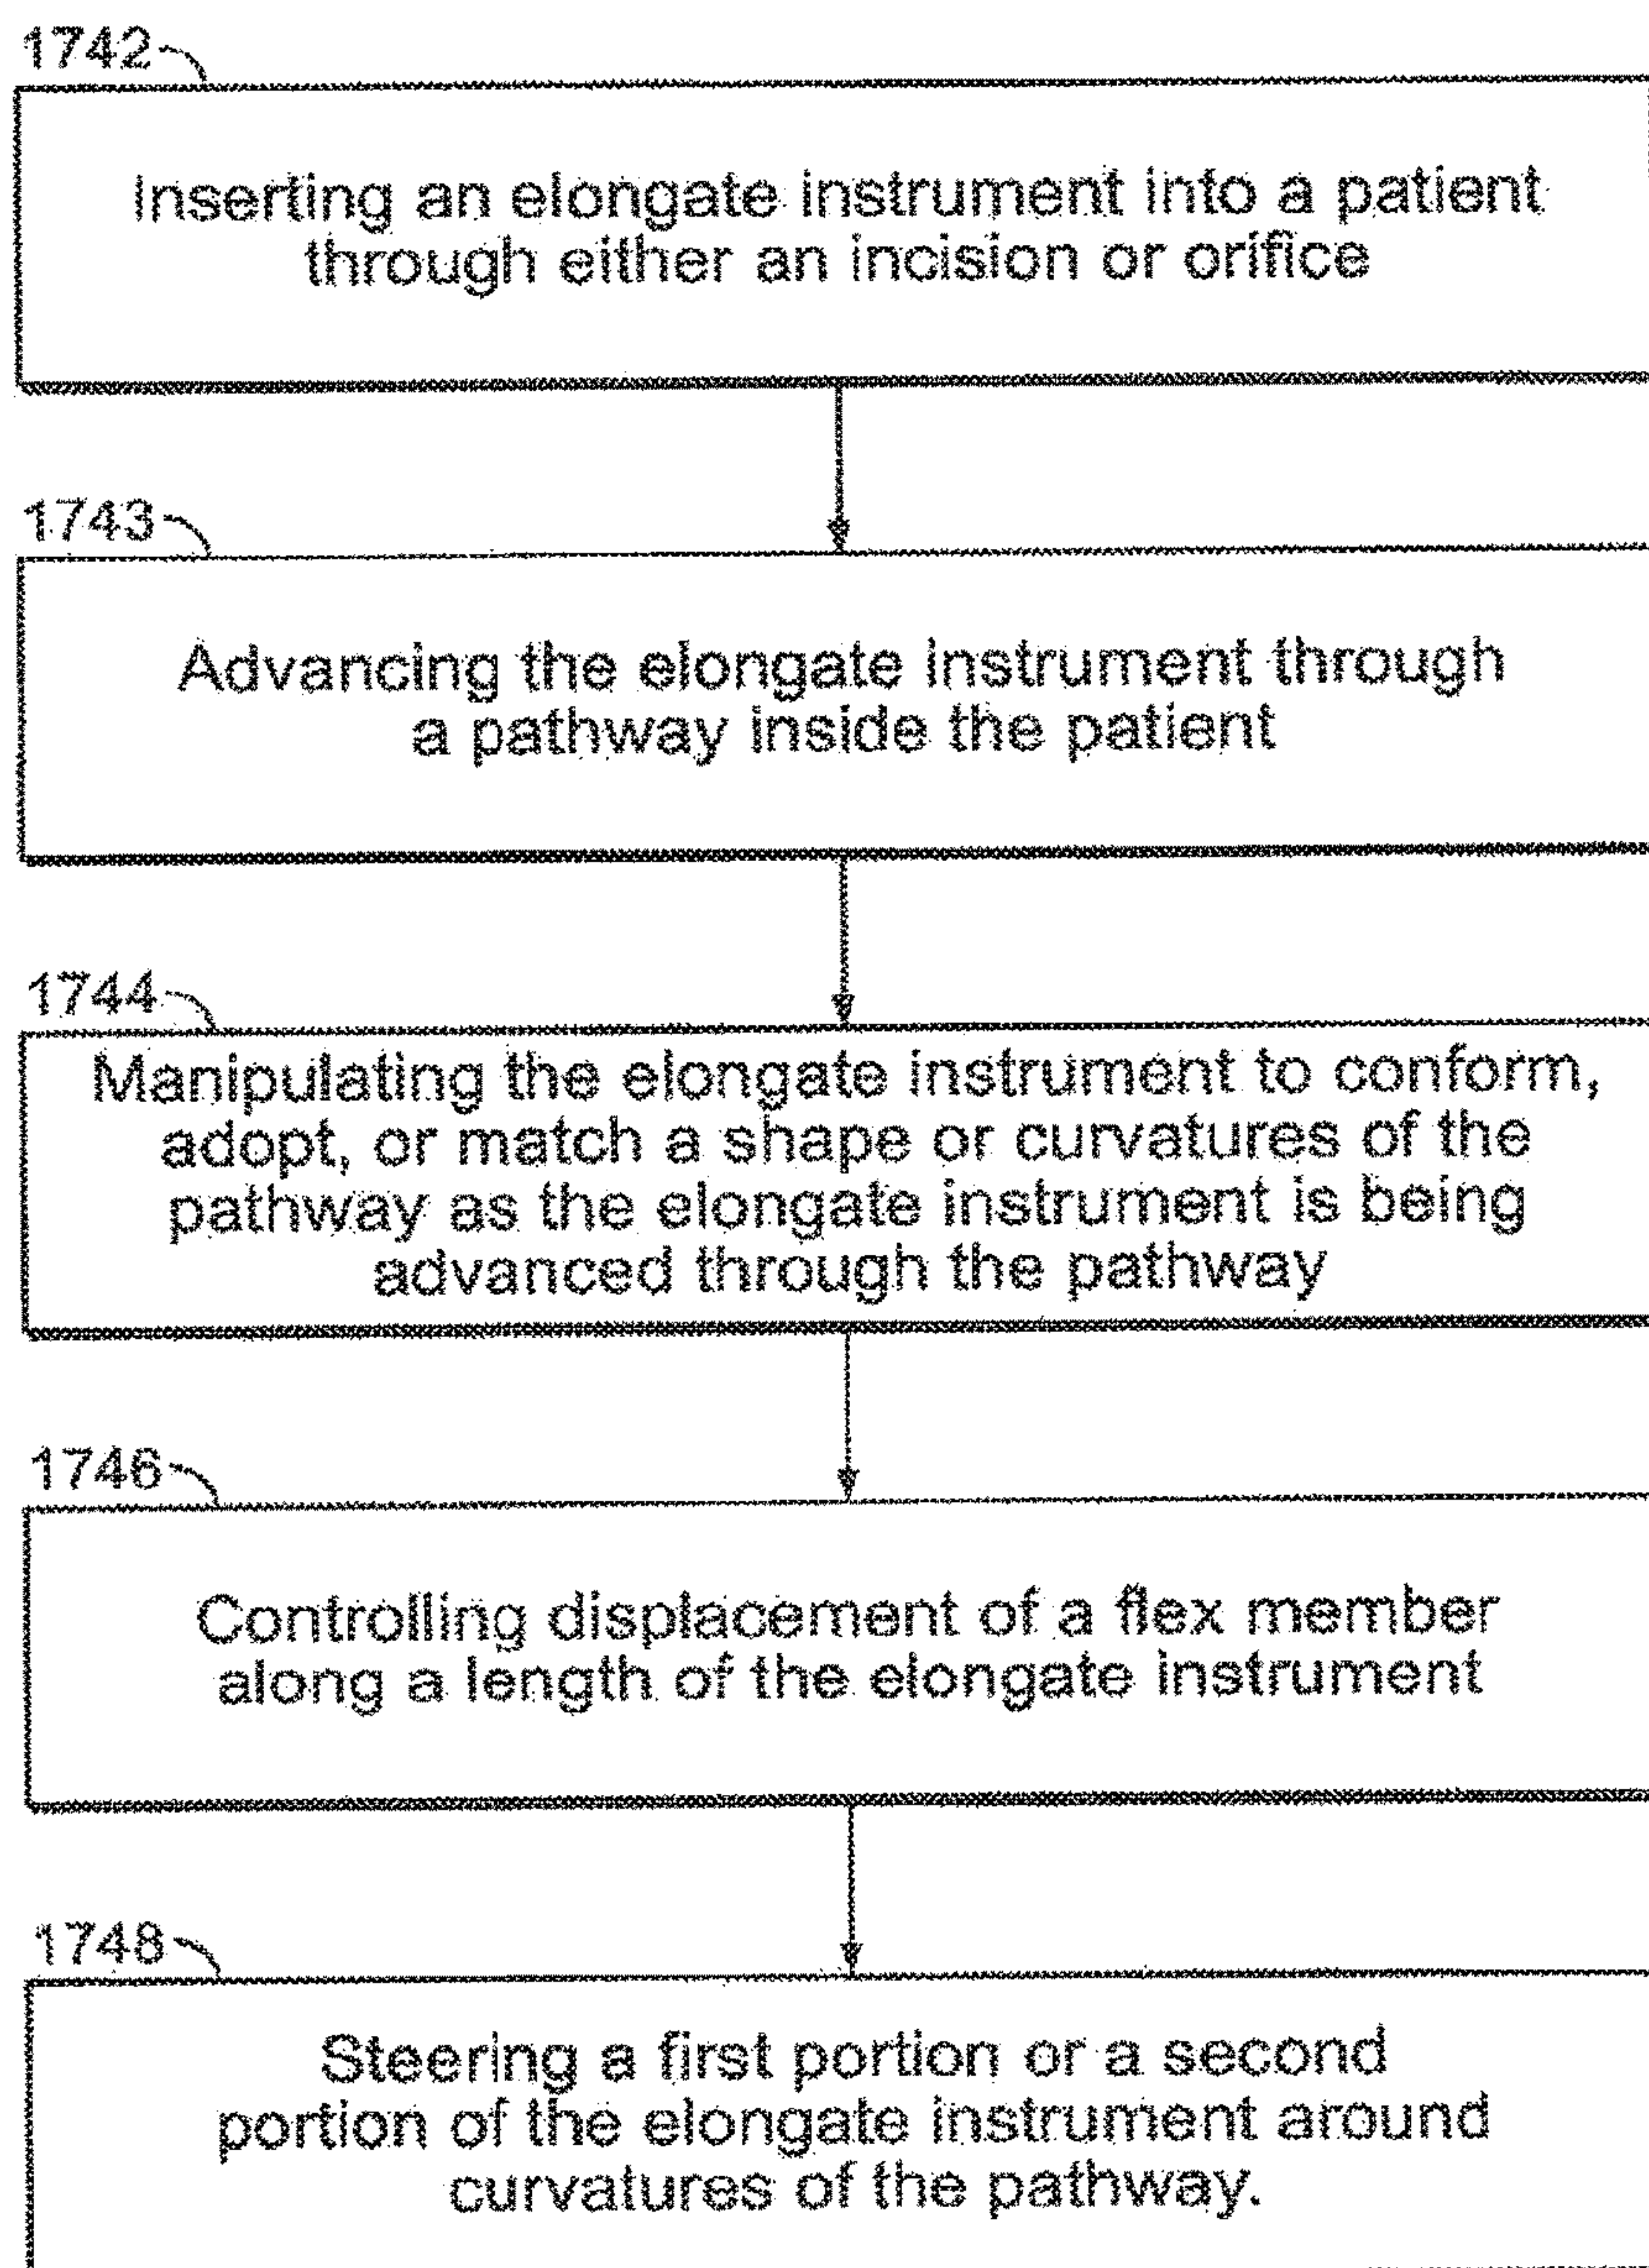 1742
Inserting an elongate instrument into a patient
through either an incision or orifice
1743
Advancing the elongate instrument through
a pathway inside the patient
1744
Manipulating the elongate instrument to conform,
adopt, or match a shape or curvatures of the
pathway as the elongate instrument is being
advanced through the pathway
1746
Controlling displacement of a flex member
along a length of the elongate instrument
1748
Steering a first portion or a second
portion of the elongate instrument around
curvatures of the pathway.